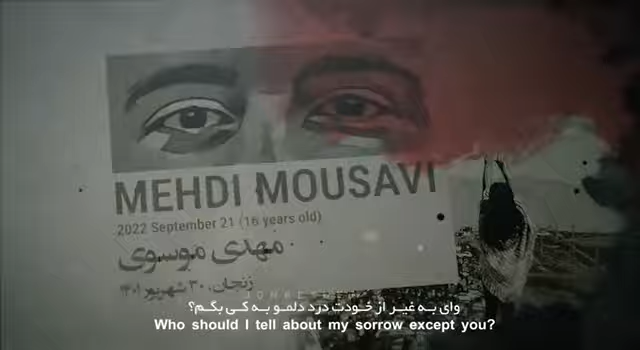 MEHDI MOUSAVI
2022 September 21 (16 years old)
مهدی موسوی
زنجان، ۳۰ شهریور ۱۴۰۱
وای به غیر از خودت درد دلمو به کی بگم؟
Who should I tell about my sorrow except you?